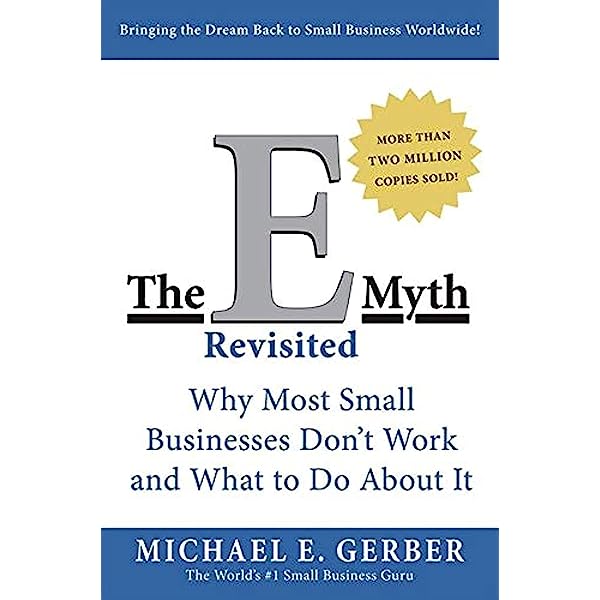 Bringing the Dream Back to Small Business Worldwide!
MORE THAN
TWO MILLION
COPIES SOLD!
The E Myth
Revisited
Why Most Small
Businesses Don't Work
and What to Do About It
MICHAEL E. GERBER
The World's #1 Small Business Guru